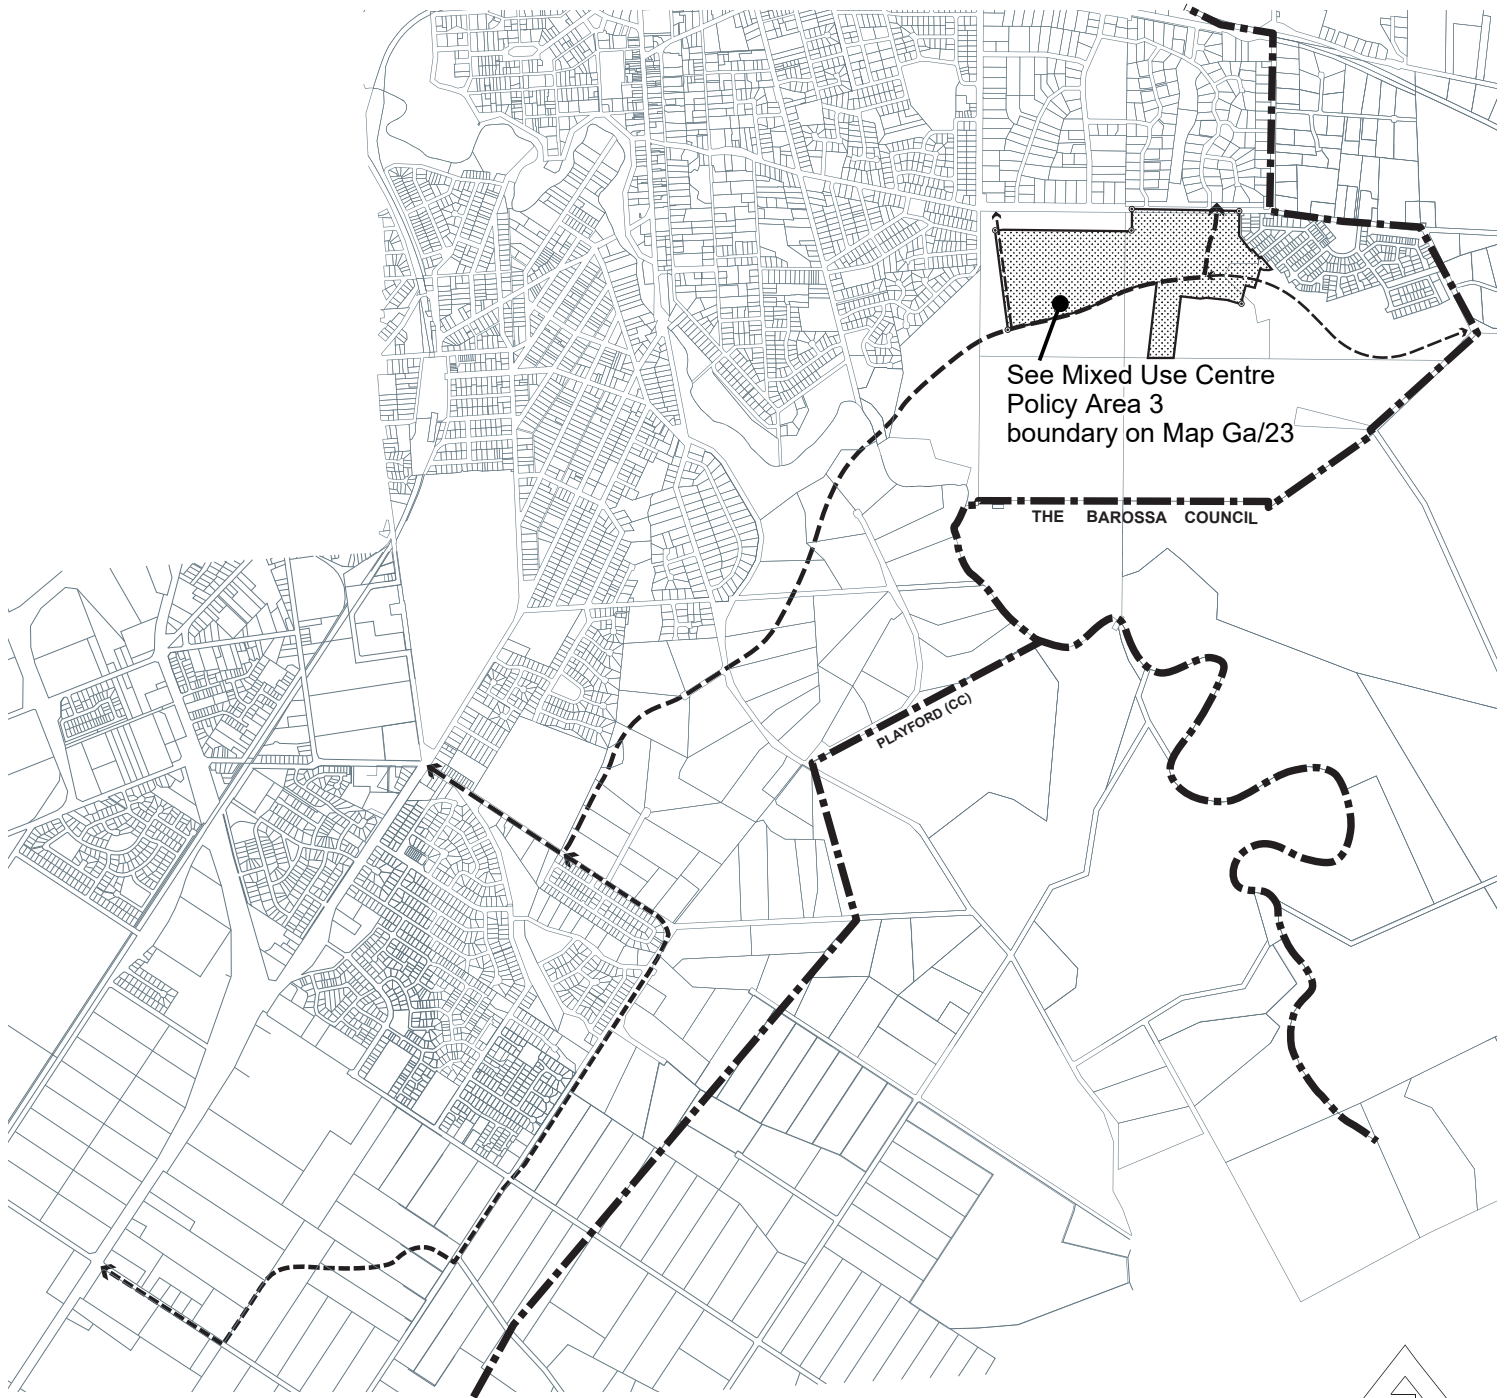 See Mixed Use Centre
Policy Area 3
boundary on Map Ga/23
THE BAROSSA COUNCIL
PLAYFORD (CC)